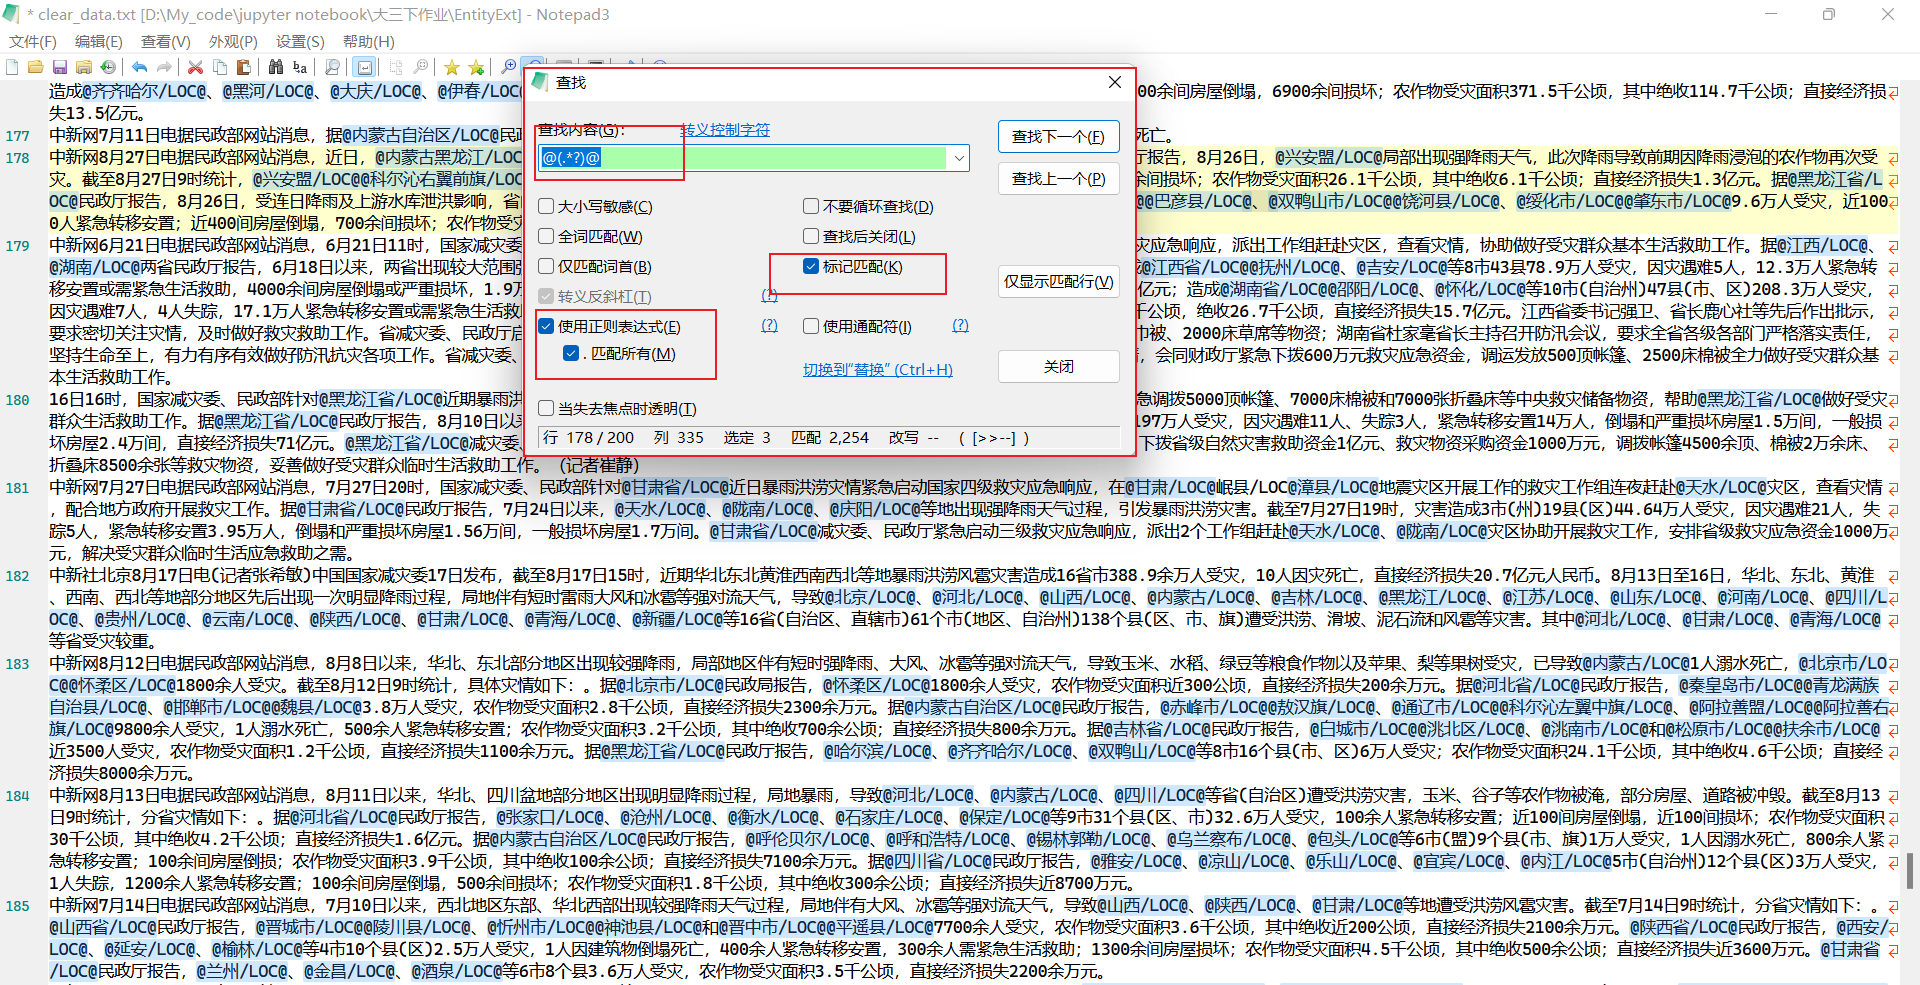 * clear_data.txt [D:\My_code\jupyter notebook\大三下作业\EntityExt] - Notepad3
文件(F) 编辑(E) 查看(V) 外观(P) 设置(S) 帮助(H)
造成@齐齐哈尔/LOC@、@黑河/LOC@、@大庆/LOC@、@伊春/LOC
00余间房屋倒塌，6900余间损坏；农作物受灾面积371.5千公顷，其中绝收114.7千公顷；直接经济损
失13.5亿元。
177 中新网7月11日电据民政部网站消息，据@内蒙古自治区/LOC@民
死亡。
178 中新网8月27日电据民政部网站消息，近日，@内蒙古黑龙江/LOC
厅报告，8月26日，@兴安盟/LOC@局部出现强降雨天气，此次降雨导致前期因降雨浸泡的农作物再次受
灾。截至8月27日9时统计，@兴安盟/LOC@@科尔沁右翼前旗/LOC
余间损坏；农作物受灾面积26.1千公顷，其中绝收6.1千公顷；直接经济损失1.3亿元。据@黑龙江省/L
OC@民政厅报告，8月26日，受连日降雨及上游水库泄洪影响，省
@@巴彦县/LOC@、@双鸭山市/LOC@@饶河县/LOC@、@绥化市/LOC@@肇东市/LOC@9.6万人受灾，近100
0人紧急转移安置；近400间房屋倒塌，700余间损坏；农作物受
179 中新网6月21日电据民政部网站消息，6月21日11时，国家减灾委
灾应急响应，派出工作组赶赴灾区，查看灾情，协助做好受灾群众基本生活救助工作。据@江西/LOC@、
@湖南/LOC@两省民政厅报告，6月18日以来，两省出现较大范围
@江西省/LOC@@抚州/LOC@、@吉安/LOC@等8市43县78.9万人受灾，因灾遇难5人，12.3万人紧急转
移安置或需紧急生活救助，4000余间房屋倒塌或严重损坏，1.9万
亿元；造成@湖南省/LOC@@邵阳/LOC@、@怀化/LOC@等10市(自治州)47县(市、区)208.3万人受灾，
因灾遇难7人，4人失踪，17.1万人紧急转移安置或需紧急生活救
千公顷，绝收26.7千公顷，直接经济损失15.7亿元。江西省委书记强卫、省长鹿心社等先后作出批示，
要求密切关注灾情，及时做好救灾救助工作。省减灾委、民政厅启
巾被、2000床草席等物资；湖南省杜家毫省长主持召开防汛会议，要求全省各级各部门严格落实责任，
坚持生命至上，有力有序有效做好防汛抗灾各项工作。省减灾委、
，会同财政厅紧急下拨600万元救灾应急资金，调运发放500顶帐篷、2500床棉被全力做好受灾群众基
本生活救助工作。
180 16日16时，国家减灾委、民政部针对@黑龙江省/LOC@近期暴雨洪
急调拨5000顶帐篷、7000床棉被和7000张折叠床等中央救灾储备物资，帮助@黑龙江省/LOC@做好受灾
群众生活救助工作。据@黑龙江省/LOC@民政厅报告，8月10日以来
197万人受灾，因灾遇难11人、失踪3人，紧急转移安置14万人，倒塌和严重损坏房屋1.5万间，一般损
坏房屋2.4万间，直接经济损失71亿元。@黑龙江省/LOC@减灾委、
下拨省级自然灾害救助资金1亿元、救灾物资采购资金1000万元，调拨帐篷4500余顶、棉被2万余床、
折叠床8500余张等救灾物资，妥善做好受灾群众临时生活救助工作。（记者崔静）
181 中新网7月27日电据民政部网站消息，7月27日20时，国家减灾委、民政部针对@甘肃省/LOC@近日暴雨洪涝灾情紧急启动国家四级救灾应急响应，在@甘肃/LOC@岷县/LOC@漳县/LOC@地震灾区开展工作的救灾工作组连夜赶赴@天水/LOC@灾区，查看灾情
，配合地方政府开展救灾工作。据@甘肃省/LOC@民政厅报告，7月24日以来，@天水/LOC@、@陇南/LOC@、@庆阳/LOC@等地出现强降雨天气过程，引发暴雨洪涝灾害。截至7月27日19时，灾害造成3市(州)19县(区)44.64万人受灾，因灾遇难21人，失
踪5人，紧急转移安置3.95万人，倒塌和严重损坏房屋1.56万间，一般损坏房屋1.7万间。@甘肃省/LOC@减灾委、民政厅紧急启动三级救灾应急响应，派出2个工作组赶赴@天水/LOC@、@陇南/LOC@灾区协助开展救灾工作，安排省级救灾应急资金1000万
元，解决受灾群众临时生活应急救助之需。
182 中新社北京8月17日电(记者张希敏)中国国家减灾委17日发布，截至8月17日15时，近期华北东北黄淮西南西北等地暴雨洪涝风雹灾害造成16省市388.9余万人受灾，10人因灾死亡，直接经济损失20.7亿元人民币。8月13日至16日，华北、东北、黄淮
、西南、西北等地部分地区先后出现一次明显降雨过程，局地伴有短时雷雨大风和冰雹等强对流天气，导致@北京/LOC@、@河北/LOC@、@山西/LOC@、@内蒙古/LOC@、@吉林/LOC@、@黑龙江/LOC@、@江苏/LOC@、@山东/LOC@、@河南/LOC@、@四川/L
OC@、@贵州/LOC@、@云南/LOC@、@陕西/LOC@、@甘肃/LOC@、@青海/LOC@、@新疆/LOC@等16省(自治区、直辖市)61个市(地区、自治州)138个县(区、市、旗)遭受洪涝、滑坡、泥石流和风雹等灾害。其中@河北/LOC@、@甘肃/LOC@、@青海/LOC@
等省受灾较重。
183 中新网8月12日电据民政部网站消息，8月8日以来，华北、东北部分地区出现较强降雨，局部地区伴有短时强降雨、大风、冰雹等强对流天气，导致玉米、水稻、绿豆等粮食作物以及苹果、梨等果树受灾，已导致@内蒙古/LOC@1人溺水死亡，@北京市/LO
C@@怀柔区/LOC@1800余人受灾。截至8月12日9时统计，具体灾情如下：。据@北京市/LOC@民政局报告，@怀柔区/LOC@1800余人受灾，农作物受灾面积近300公顷，直接经济损失200余万元。据@河北省/LOC@民政厅报告，@秦皇岛市/LOC@@青龙满族
自治县/LOC@、@邯郸市/LOC@@魏县/LOC@3.8万人受灾，农作物受灾面积2.8千公顷，直接经济损失2300余万元。据@内蒙古自治区/LOC@民政厅报告，@赤峰市/LOC@@敖汉旗/LOC@、@通辽市/LOC@@科尔沁左翼中旗/LOC@、@阿拉善盟/LOC@@阿拉善右
旗/LOC@9800余人受灾，1人溺水死亡，500余人紧急转移安置；农作物受灾面积3.2千公顷，其中绝收700余公顷；直接经济损失800余万元。据@吉林省/LOC@民政厅报告，@白城市/LOC@@洮北区/LOC@、@洮南市/LOC@和@松原市/LOC@@扶余市/LOC@
近3500人受灾，农作物受灾面积1.2千公顷，直接经济损失1100余万元。据@黑龙江省/LOC@民政厅报告，@哈尔滨/LOC@、@齐齐哈尔/LOC@、@双鸭山/LOC@等8市16个县(市、区)6万人受灾；农作物受灾面积24.1千公顷，其中绝收4.6千公顷；直接经
济损失8000余万元。
184 中新网8月13日电据民政部网站消息，8月11日以来，华北、四川盆地部分地区出现明显降雨过程，局地暴雨，导致@河北/LOC@、@内蒙古/LOC@、@四川/LOC@等省(自治区)遭受洪涝灾害，玉米、谷子等农作物被淹，部分房屋、道路被冲毁。截至8月13
日9时统计，分省灾情如下：。据@河北省/LOC@民政厅报告，@张家口/LOC@、@沧州/LOC@、@衡水/LOC@、@石家庄/LOC@、@保定/LOC@等9市31个县(区、市)32.6万人受灾，100余人紧急转移安置；近100间房屋倒塌，近100间损坏；农作物受灾面积
30千公顷，其中绝收4.2千公顷；直接经济损失1.6亿元。据@内蒙古自治区/LOC@民政厅报告，@呼伦贝尔/LOC@、@呼和浩特/LOC@、@锡林郭勒/LOC@、@乌兰察布/LOC@、@包头/LOC@等6市(盟)9个县(市、旗)1万人受灾，1人因溺水死亡，800余人紧
急转移安置；100余间房屋倒损；农作物受灾面积3.9千公顷，其中绝收100余公顷；直接经济损失7100余万元。据@四川省/LOC@民政厅报告，@雅安/LOC@、@凉山/LOC@、@乐山/LOC@、@宜宾/LOC@、@内江/LOC@5市(自治州)12个县(区)3万人受灾，
1人失踪，1200余人紧急转移安置；100余间房屋倒塌，500余间损坏；农作物受灾面积1.8千公顷，其中绝收300余公顷；直接经济损失近8700万元。
185 中新网7月14日电据民政部网站消息，7月10日以来，西北地区东部、华北西部出现较强降雨天气过程，局地伴有大风、冰雹等强对流天气，导致@山西/LOC@、@陕西/LOC@、@甘肃/LOC@等地遭受洪涝风雹灾害。截至7月14日9时统计，分省灾情如下：。
@山西省/LOC@民政厅报告，@晋城市/LOC@@陵川县/LOC@、@忻州市/LOC@@神池县/LOC@和@晋中市/LOC@@平遥县/LOC@7700余人受灾，农作物受灾面积3.6千公顷，其中绝收近200公顷，直接经济损失2100余万元。@陕西省/LOC@民政厅报告，@西安/
LOC@、@延安/LOC@、@榆林/LOC@等4市10个县(区)2.5万人受灾，1人因建筑物倒塌死亡，400余人紧急转移安置，300余人需紧急生活救助；1300余间房屋损坏；农作物受灾面积4.5千公顷，其中绝收500余公顷；直接经济损失近3600万元。@甘肃省
/LOC@民政厅报告，@兰州/LOC@、@金昌/LOC@、@酒泉/LOC@等6市8个县3.6万人受灾，农作物受灾面积3.5千公顷，直接经济损失2200余万元。
查找
查找内容(G): 转义控制字符
@(.*?)@
查找下一个(F)
查找上一个(P)
大小写敏感(C) 不要循环查找(D)
全词匹配(W) 查找后关闭(L)
仅匹配词首(B) 标记匹配(K)
仅显示匹配行(V)
转义反斜杠(T) (?)
使用正则表达式(E) (?) 使用通配符(I) (?)
. 匹配所有(M)
切换到“替换” (Ctrl+H)
关闭
当失去焦点时透明(T)
行 178 / 200 列 335 选定 3 匹配 2,254 改写 -- ( [>>--] )